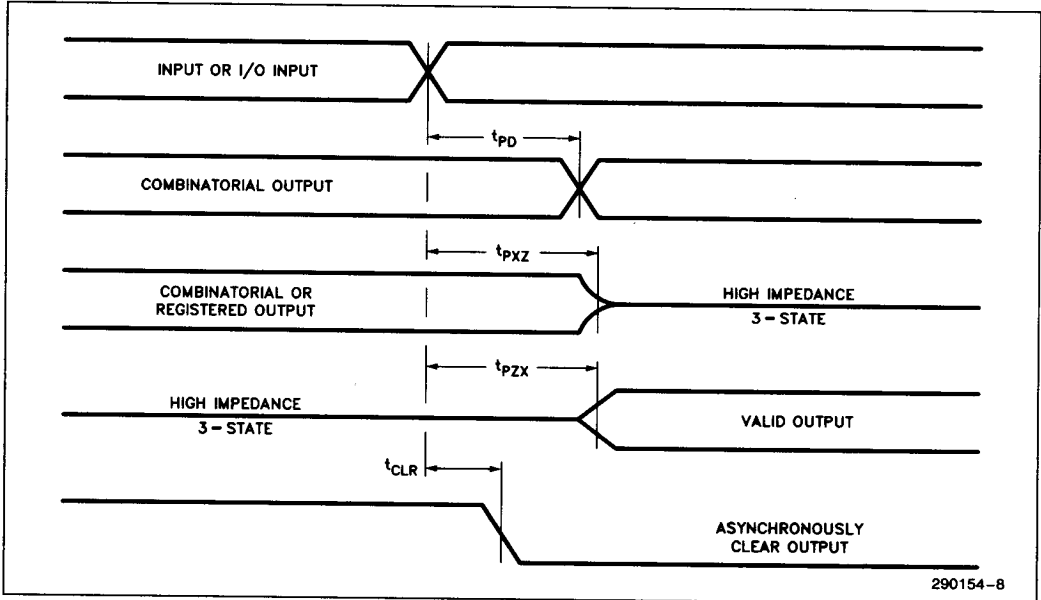 INPUT OR I/O INPUT
tPD
COMBINATORIAL OUTPUT
tPXZ
COMBINATORIAL OR
REGISTERED OUTPUT
HIGH IMPEDANCE
3-STATE
tPZX
HIGH IMPEDANCE
3-STATE
VALID OUTPUT
tCLR
ASYNCHRONOUSLY
CLEAR OUTPUT
290154-8